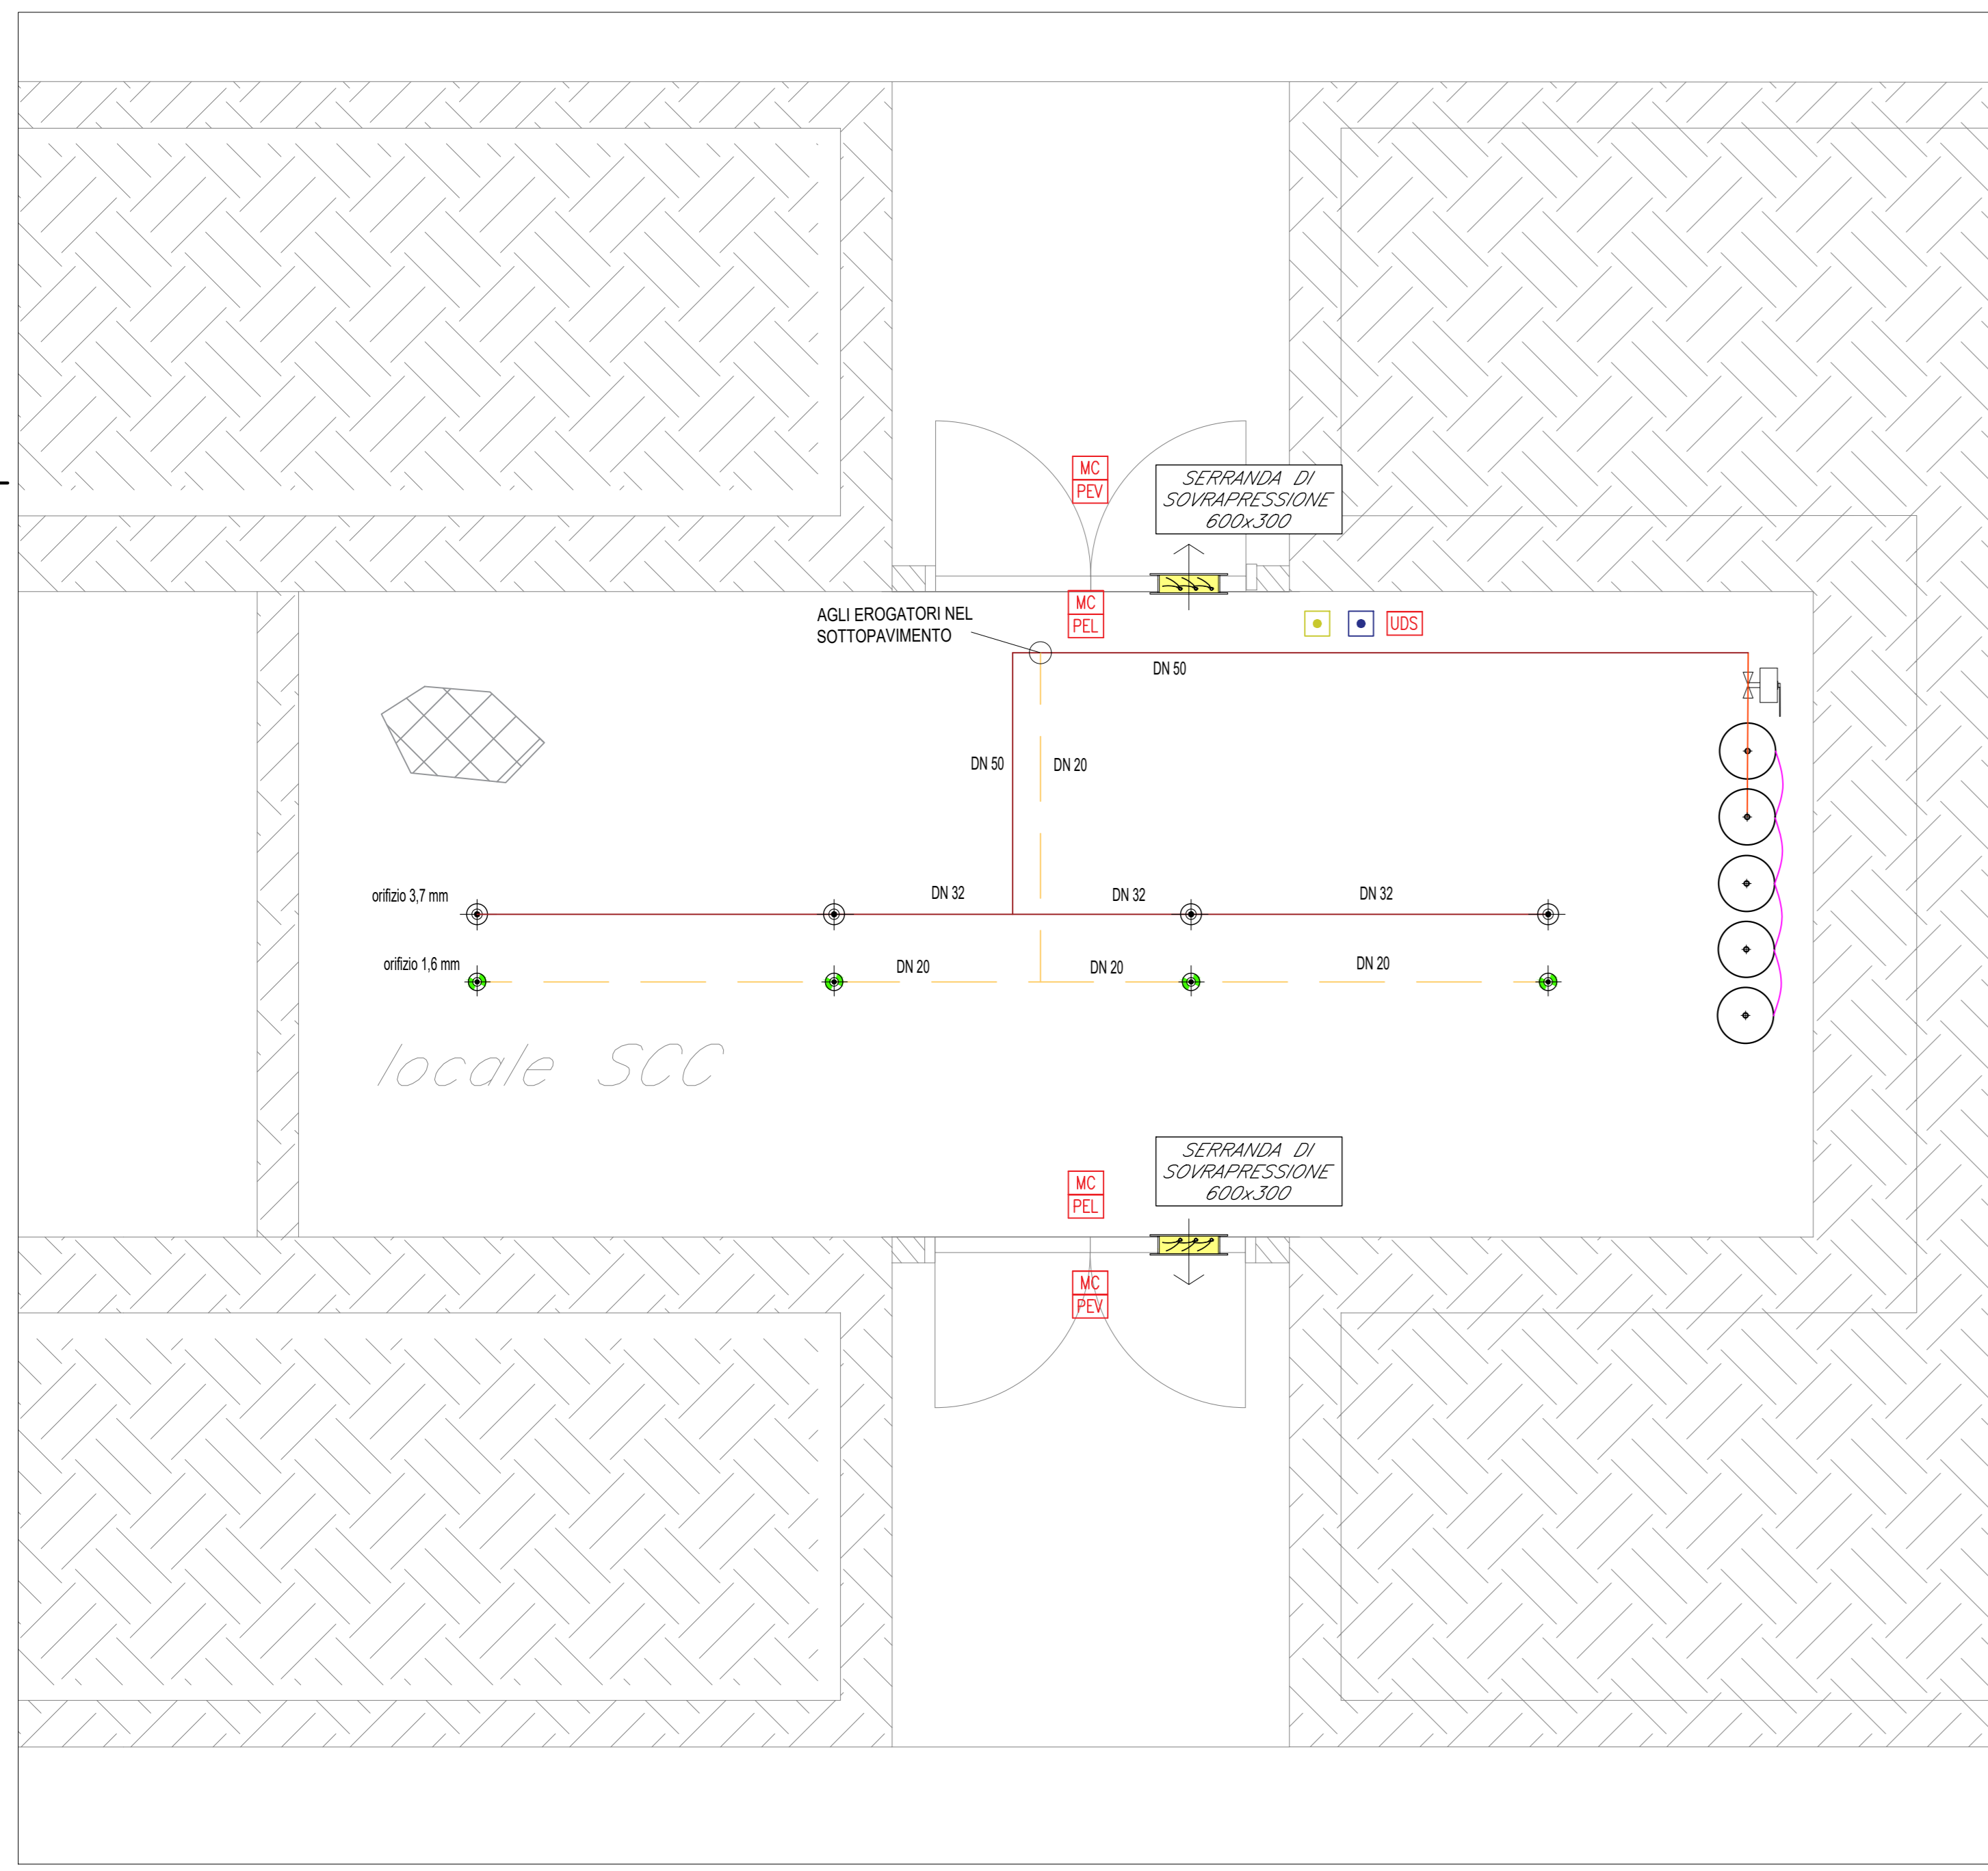 MC
PEV
SERRANDA DI
SOVRAPRESSIONE
600x300
MC
PEL
AGLI EROGATORI NEL
SOTTOPAVIMENTO
UDS
DN 50
DN 50
DN 20
orifizio 3,7 mm
DN 32
DN 32
DN 32
orifizio 1,6 mm
DN 20
DN 20
DN 20
locale SCC
SERRANDA DI
SOVRAPRESSIONE
600x300
MC
PEL
MC
PEV